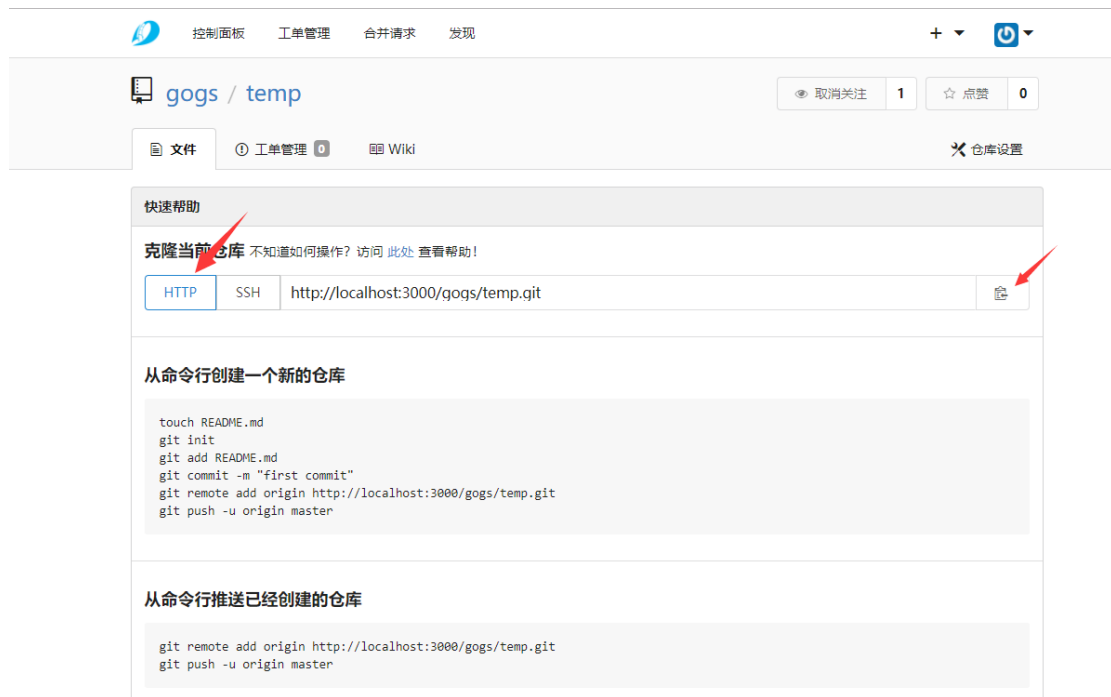 控制面板 工单管理 合并请求 发现
gogs / temp
取消关注 1 点赞 0
文件 工单管理 0 Wiki 仓库设置
快速帮助
克隆当前仓库 不知道如何操作？访问 此处 查看帮助！
HTTP SSH http://localhost:3000/gogs/temp.git
从命令行创建一个新的仓库
touch README.md
git init
git add README.md
git commit -m "first commit"
git remote add origin http://localhost:3000/gogs/temp.git
git push -u origin master
从命令行推送已经创建的仓库
git remote add origin http://localhost:3000/gogs/temp.git
git push -u origin master